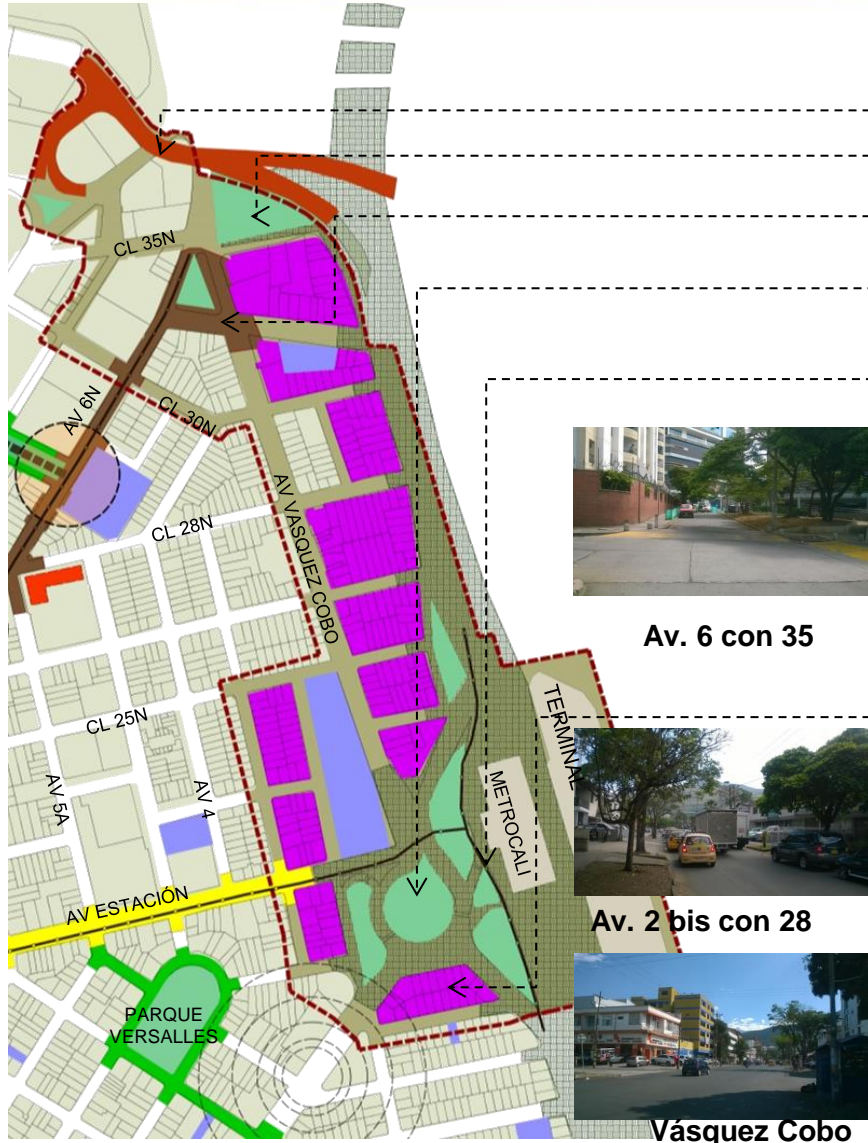 CL 35N
AV 6N
CL 30N
CL 28N
AV VASQUEZ COBO
Av. 6 con 35
CL 25N
AV 5A
AV 4
TERMINAL
METROCALI
AV ESTACIÓN
Av. 2 bis con 28
PARQUE
VERSALLES
Vásquez Cobo